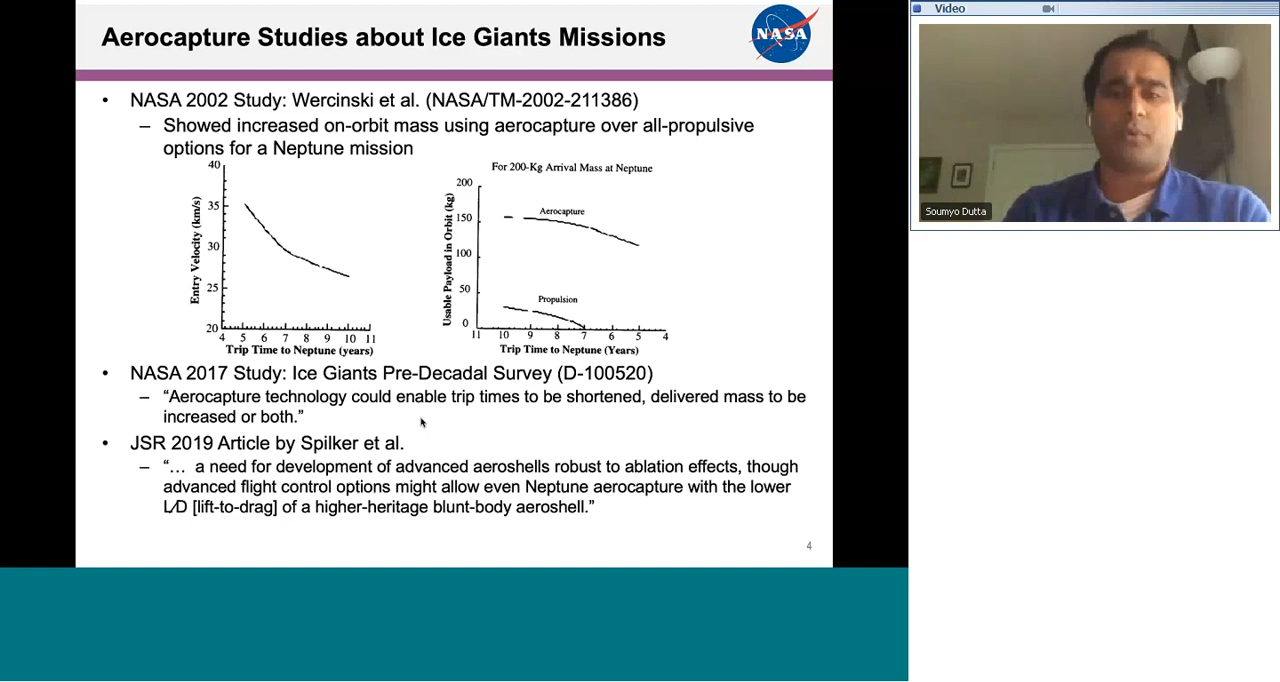 Aerocapture Studies about Ice Giants Missions
NASA
• NASA 2002 Study: Wercinski et al. (NASA/TM-2002-211386)
– Showed increased on-orbit mass using aerocapture over all-propulsive
options for a Neptune mission
40
35
30
25
20
Entry Velocity (km/s)
4 5 6 7 8 9 10 11
Trip Time to Neptune (years)
For 200-Kg Arrival Mass at Neptune
200
150
100
50
0
Usable Payload in Orbit (kg)
Aerocapture
Propulsion
11 10 9 8 7 6 5 4
Trip Time to Neptune (Years)
• NASA 2017 Study: Ice Giants Pre-Decadal Survey (D-100520)
– “Aerocapture technology could enable trip times to be shortened, delivered mass to be
increased or both.”
• JSR 2019 Article by Spilker et al.
– “… a need for development of advanced aeroshells robust to ablation effects, though
advanced flight control options might allow even Neptune aerocapture with the lower
L/D [lift-to-drag] of a higher-heritage blunt-body aeroshell.”
4
Video
Soumyo Dutta